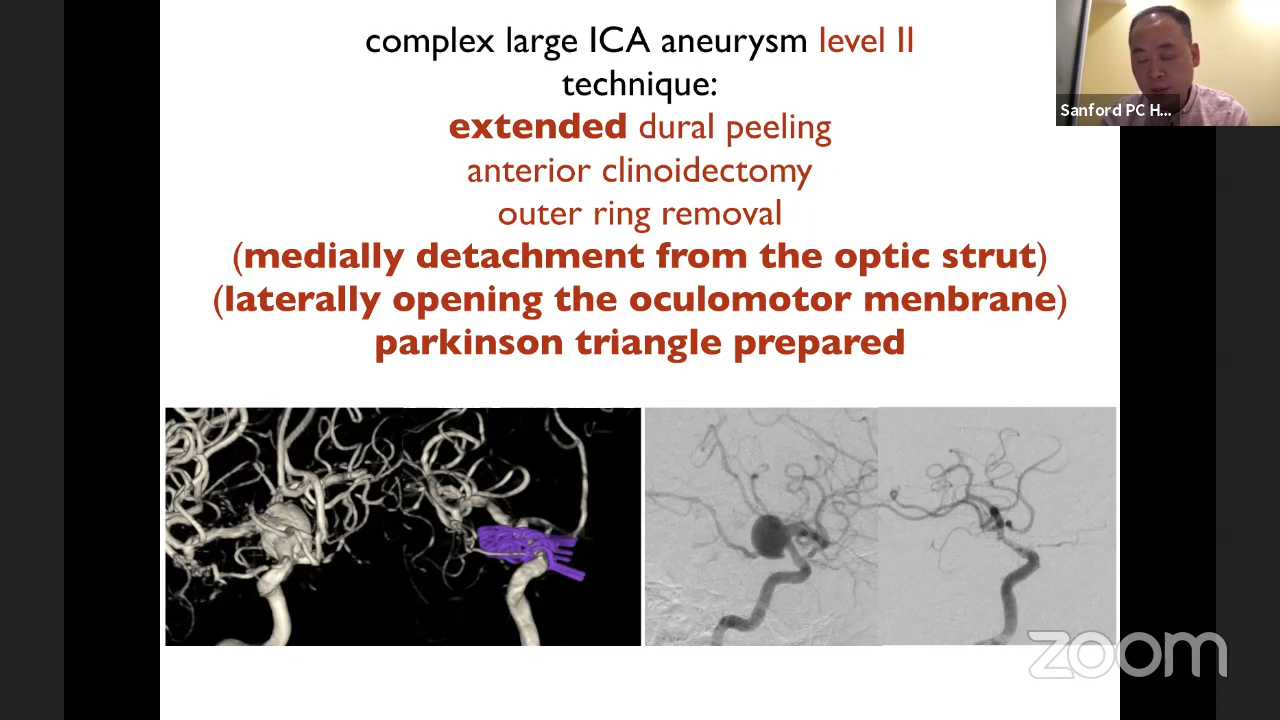 complex large ICA aneurysm level II
technique:
extended dural peeling
anterior clinoidectomy
outer ring removal
(medially detachment from the optic strut)
(laterally opening the oculomotor menbrane)
parkinson triangle prepared
Sanford PC H...
zoom